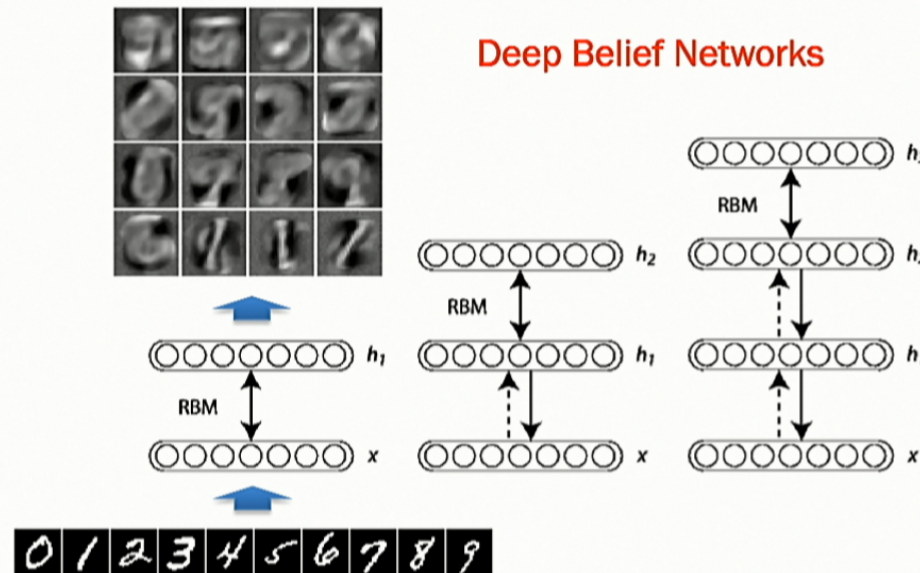 Deep Belief Networks
h
RBM
h₂
h
RBM
h₁
h₁
h
RBM
x
x
x
0 1 2 3 4 5 6 7 8 9